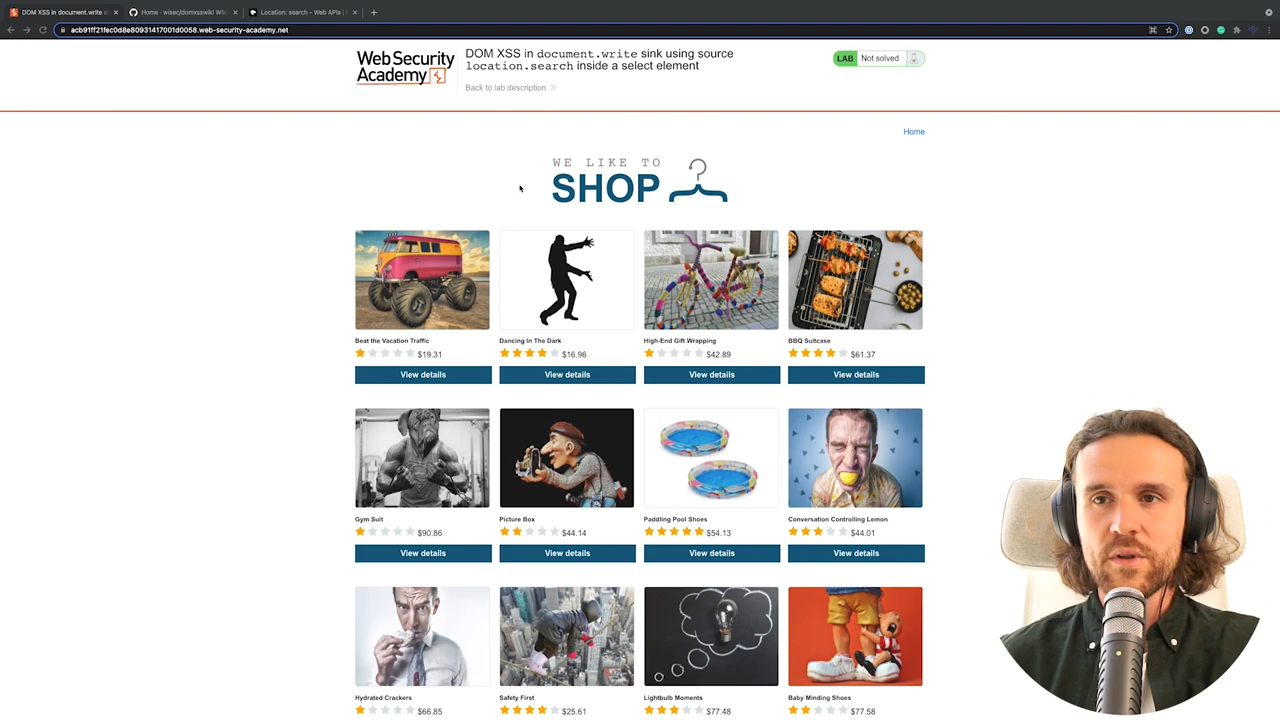 DOM XSS in document.write s
Home · wisec/domxsswiki Wik
Location: search - Web APIs |
acb91ff21fec0d8e80931417001d0058.web-security-academy.net
WebSecurity
Academy
DOM XSS in document.write sink using source
location.search inside a select element
Back to lab description
LAB Not solved
Home
WE LIKE TO
SHOP
Beat the Vacation Traffic
$19.31
View details
Dancing In The Dark
$16.96
View details
High-End Gift Wrapping
$42.89
View details
BBQ Suitcase
$61.37
View details
Gym Suit
$90.86
View details
Picture Box
$44.14
View details
Paddling Pool Shoes
$54.13
View details
Conversation Controlling Lemon
$44.01
View details
Hydrated Crackers
$66.85
Safety First
$25.61
Lightbulb Moments
$77.48
Baby Minding Shoes
$77.58